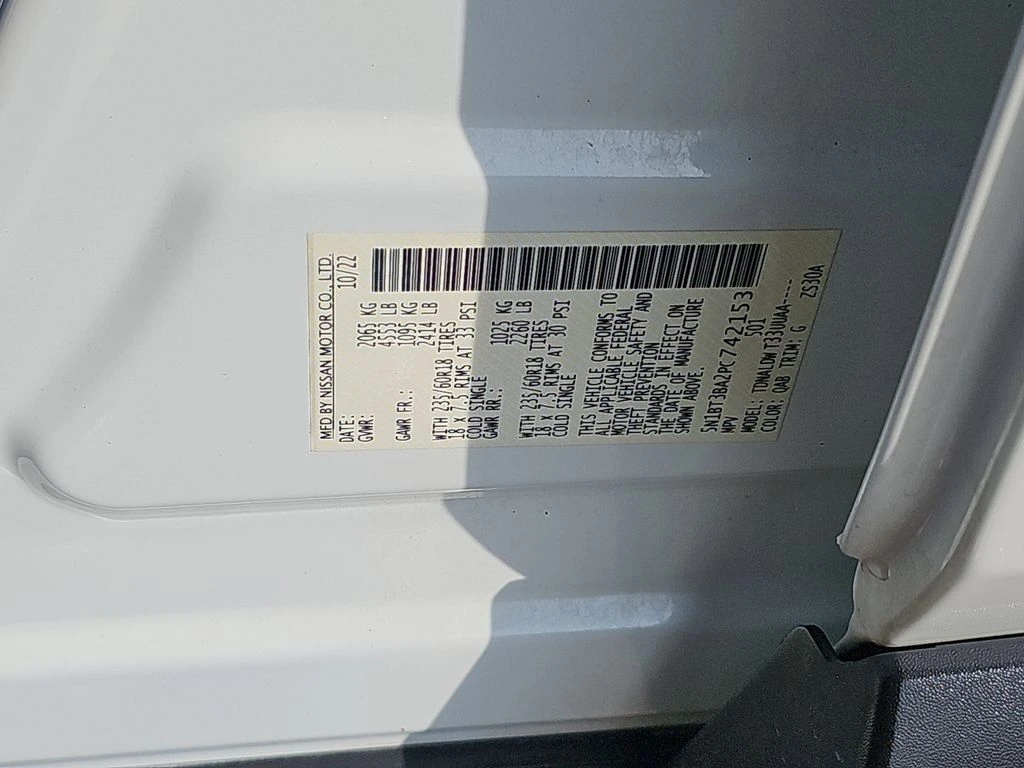 MFD BY NISSAN MOTOR CO., LTD.
DATE: 10/22
GVWR: 2065 KG
4553 LB
GAWR FR.: 1095 KG
2414 LB
WITH 235/60R18 TIRES
18 X 7.5 RIMS AT 33 PSI
COLD SINGLE
GAWR RR.: 1025 KG
2260 LB
WITH 235/60R18 TIRES
18 X 7.5 RIMS AT 30 PSI
COLD SINGLE
THIS VEHICLE CONFORMS TO
ALL APPLICABLE FEDERAL
MOTOR VEHICLE SAFETY AND
THEFT PREVENTION
STANDARDS IN EFFECT ON
THE DATE OF MANUFACTURE
SHOWN ABOVE.
5N1BT3BA2PC742153
MPV 501
MODEL: TDNALDWT33UUAA-----
COLOR: QAB TRIM: G ZS30A